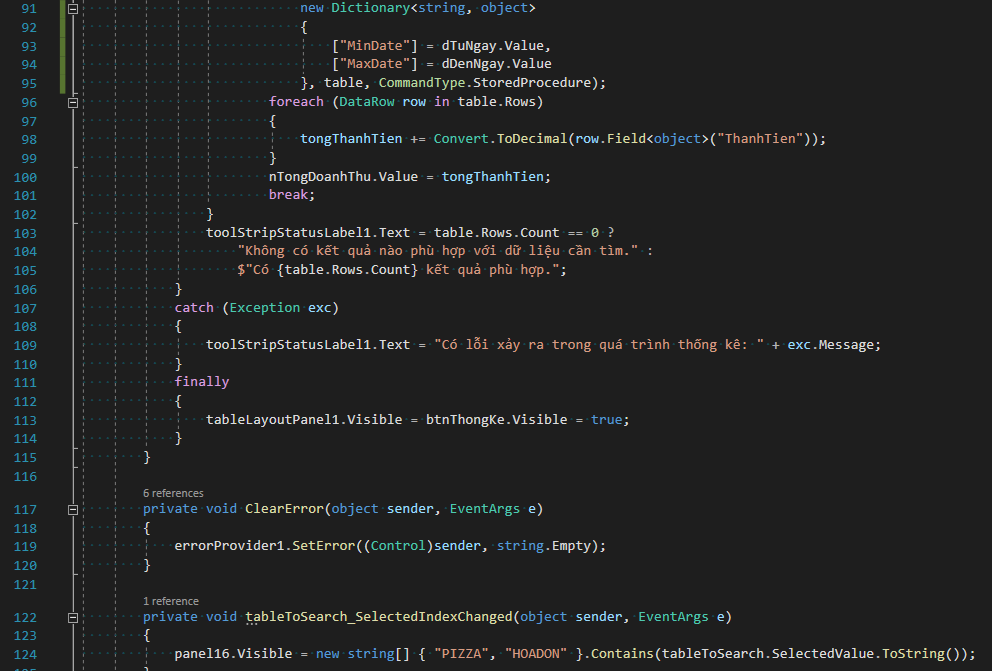 91 new Dictionary<string, object>
92 {
93 ["MinDate"] = dTuNgay.Value,
94 ["MaxDate"] = dDenNgay.Value
95 }, table, CommandType.StoredProcedure);
96 foreach (DataRow row in table.Rows)
97 {
98 tongThanhTien += Convert.ToDecimal(row.Field<object>("ThanhTien"));
99 }
100 nTongDoanhThu.Value = tongThanhTien;
101 break;
102 }
103 toolStripStatusLabel1.Text = table.Rows.Count == 0 ?
104 "Không có kết quả nào phù hợp với dữ liệu cần tìm." :
105 $"Có {table.Rows.Count} kết quả phù hợp.";
106 }
107 catch (Exception exc)
108 {
109 toolStripStatusLabel1.Text = "Có lỗi xảy ra trong quá trình thống kê: " + exc.Message;
110 }
111 finally
112 {
113 tableLayoutPanel1.Visible = btnThongKe.Visible = true;
114 }
115 }
116
6 references
117 private void ClearError(object sender, EventArgs e)
118 {
119 errorProvider1.SetError((Control)sender, string.Empty);
120 }
121
1 reference
122 private void tableToSearch_SelectedIndexChanged(object sender, EventArgs e)
123 {
124 panel16.Visible = new string[] { "PIZZA", "HOADON" }.Contains(tableToSearch.SelectedValue.ToString());